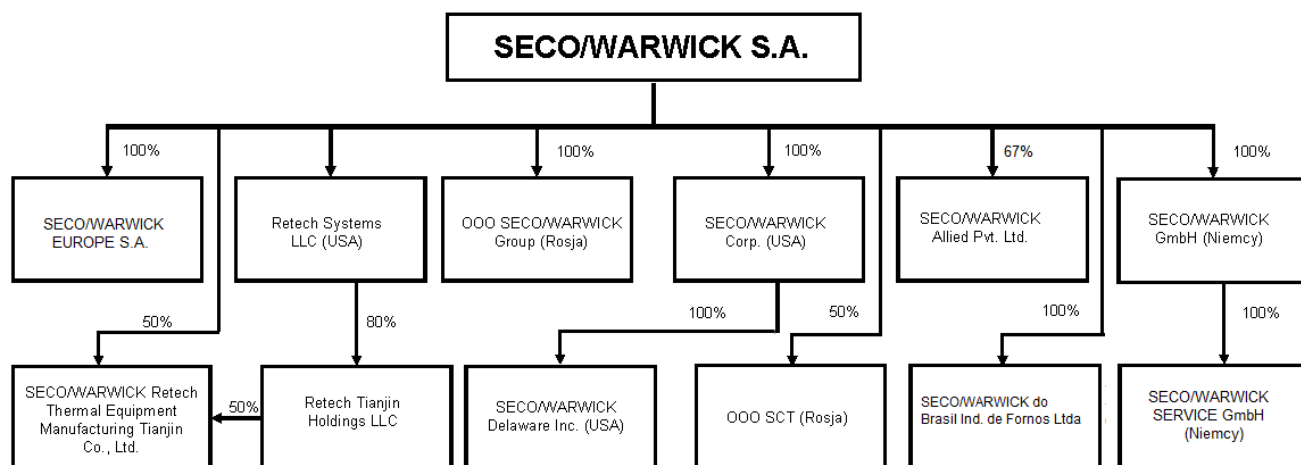 SECO/WARWICK S.A.
100%
100%
100%
67%
100%
SECO/WARWICK
EUROPE S.A.
Retech Systems
LLC (USA)
OOO SECO/WARWICK
Group (Rosja)
SECO/WARWICK
Corp. (USA)
SECO/WARWICK
Allied Pvt. Ltd.
SECO/WARWICK
GmbH (Niemcy)
50%
80%
100%
50%
100%
100%
SECO/WARWICK Retech
Thermal Equipment
Manufacturing Tianjin
Co., Ltd.
50%
Retech Tianjin
Holdings LLC
SECO/WARWICK
Delaware Inc. (USA)
OOO SCT (Rosja)
SECO/WARWICK do
Brasil Ind. de Fornos Ltda
SECO/WARWICK
SERVICE GmbH
(Niemcy)